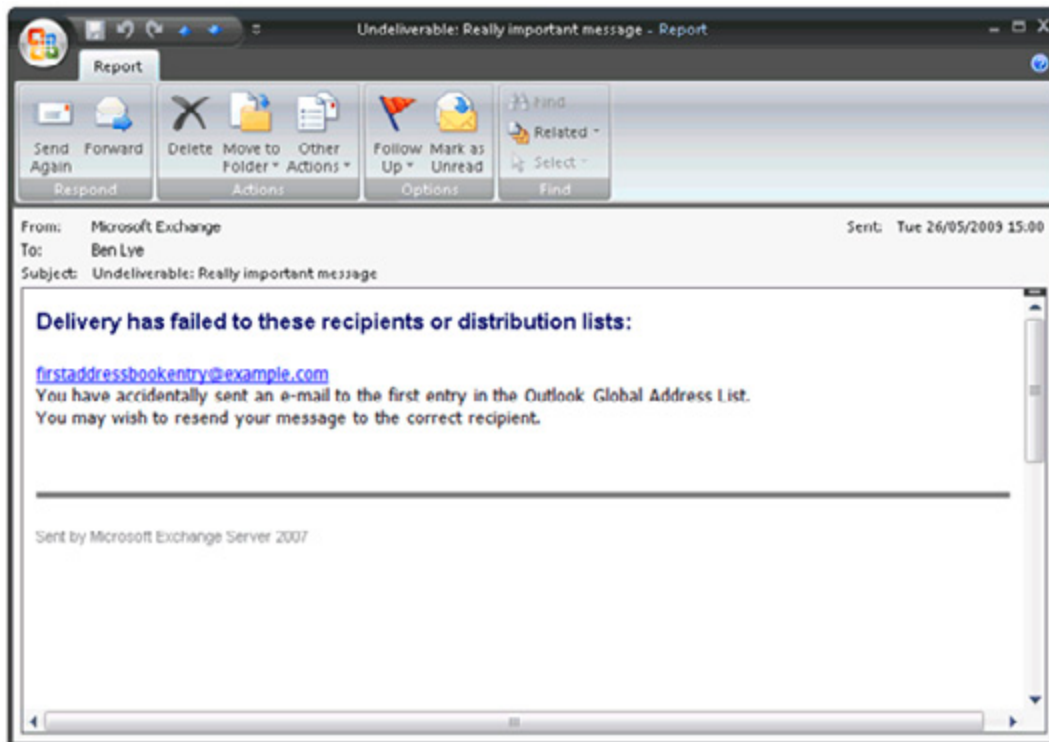 Undeliverable: Really important message - Report
Report
Send Again
Forward
Respond
Delete
Move to Folder
Other Actions
Actions
Follow Up
Mark as Unread
Options
Find
Related
Select
Find
From: Microsoft Exchange
Sent: Tue 26/05/2009 15:00
To: Ben Lye
Subject: Undeliverable: Really important message
Delivery has failed to these recipients or distribution lists:
firstaddressbookentry@example.com
You have accidentally sent an e-mail to the first entry in the Outlook Global Address List.
You may wish to resend your message to the correct recipient.
Sent by Microsoft Exchange Server 2007